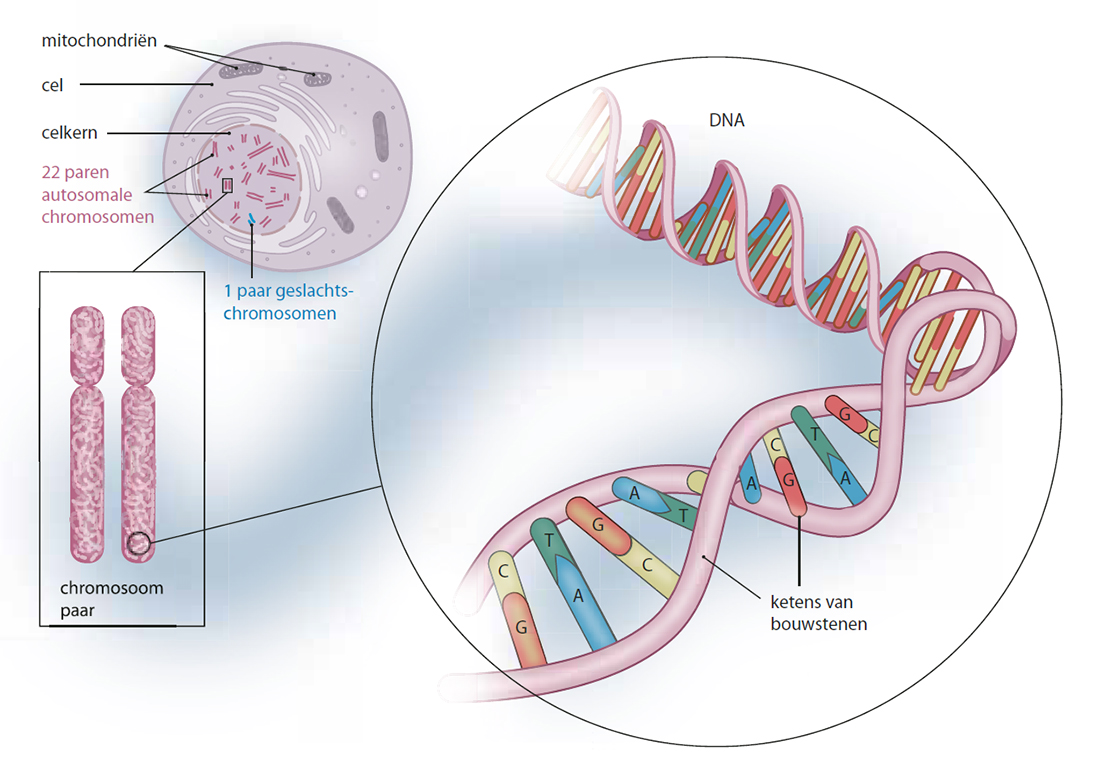 mitochondriën
cel
celkern
22 paren
autosomale
chromosomen
1 paar geslachts-
chromosomen
chromosoom
paar
DNA
G
C
T
A
C
G
A
A
T
G
C
T
A
C
G
ketens van
bouwstenen